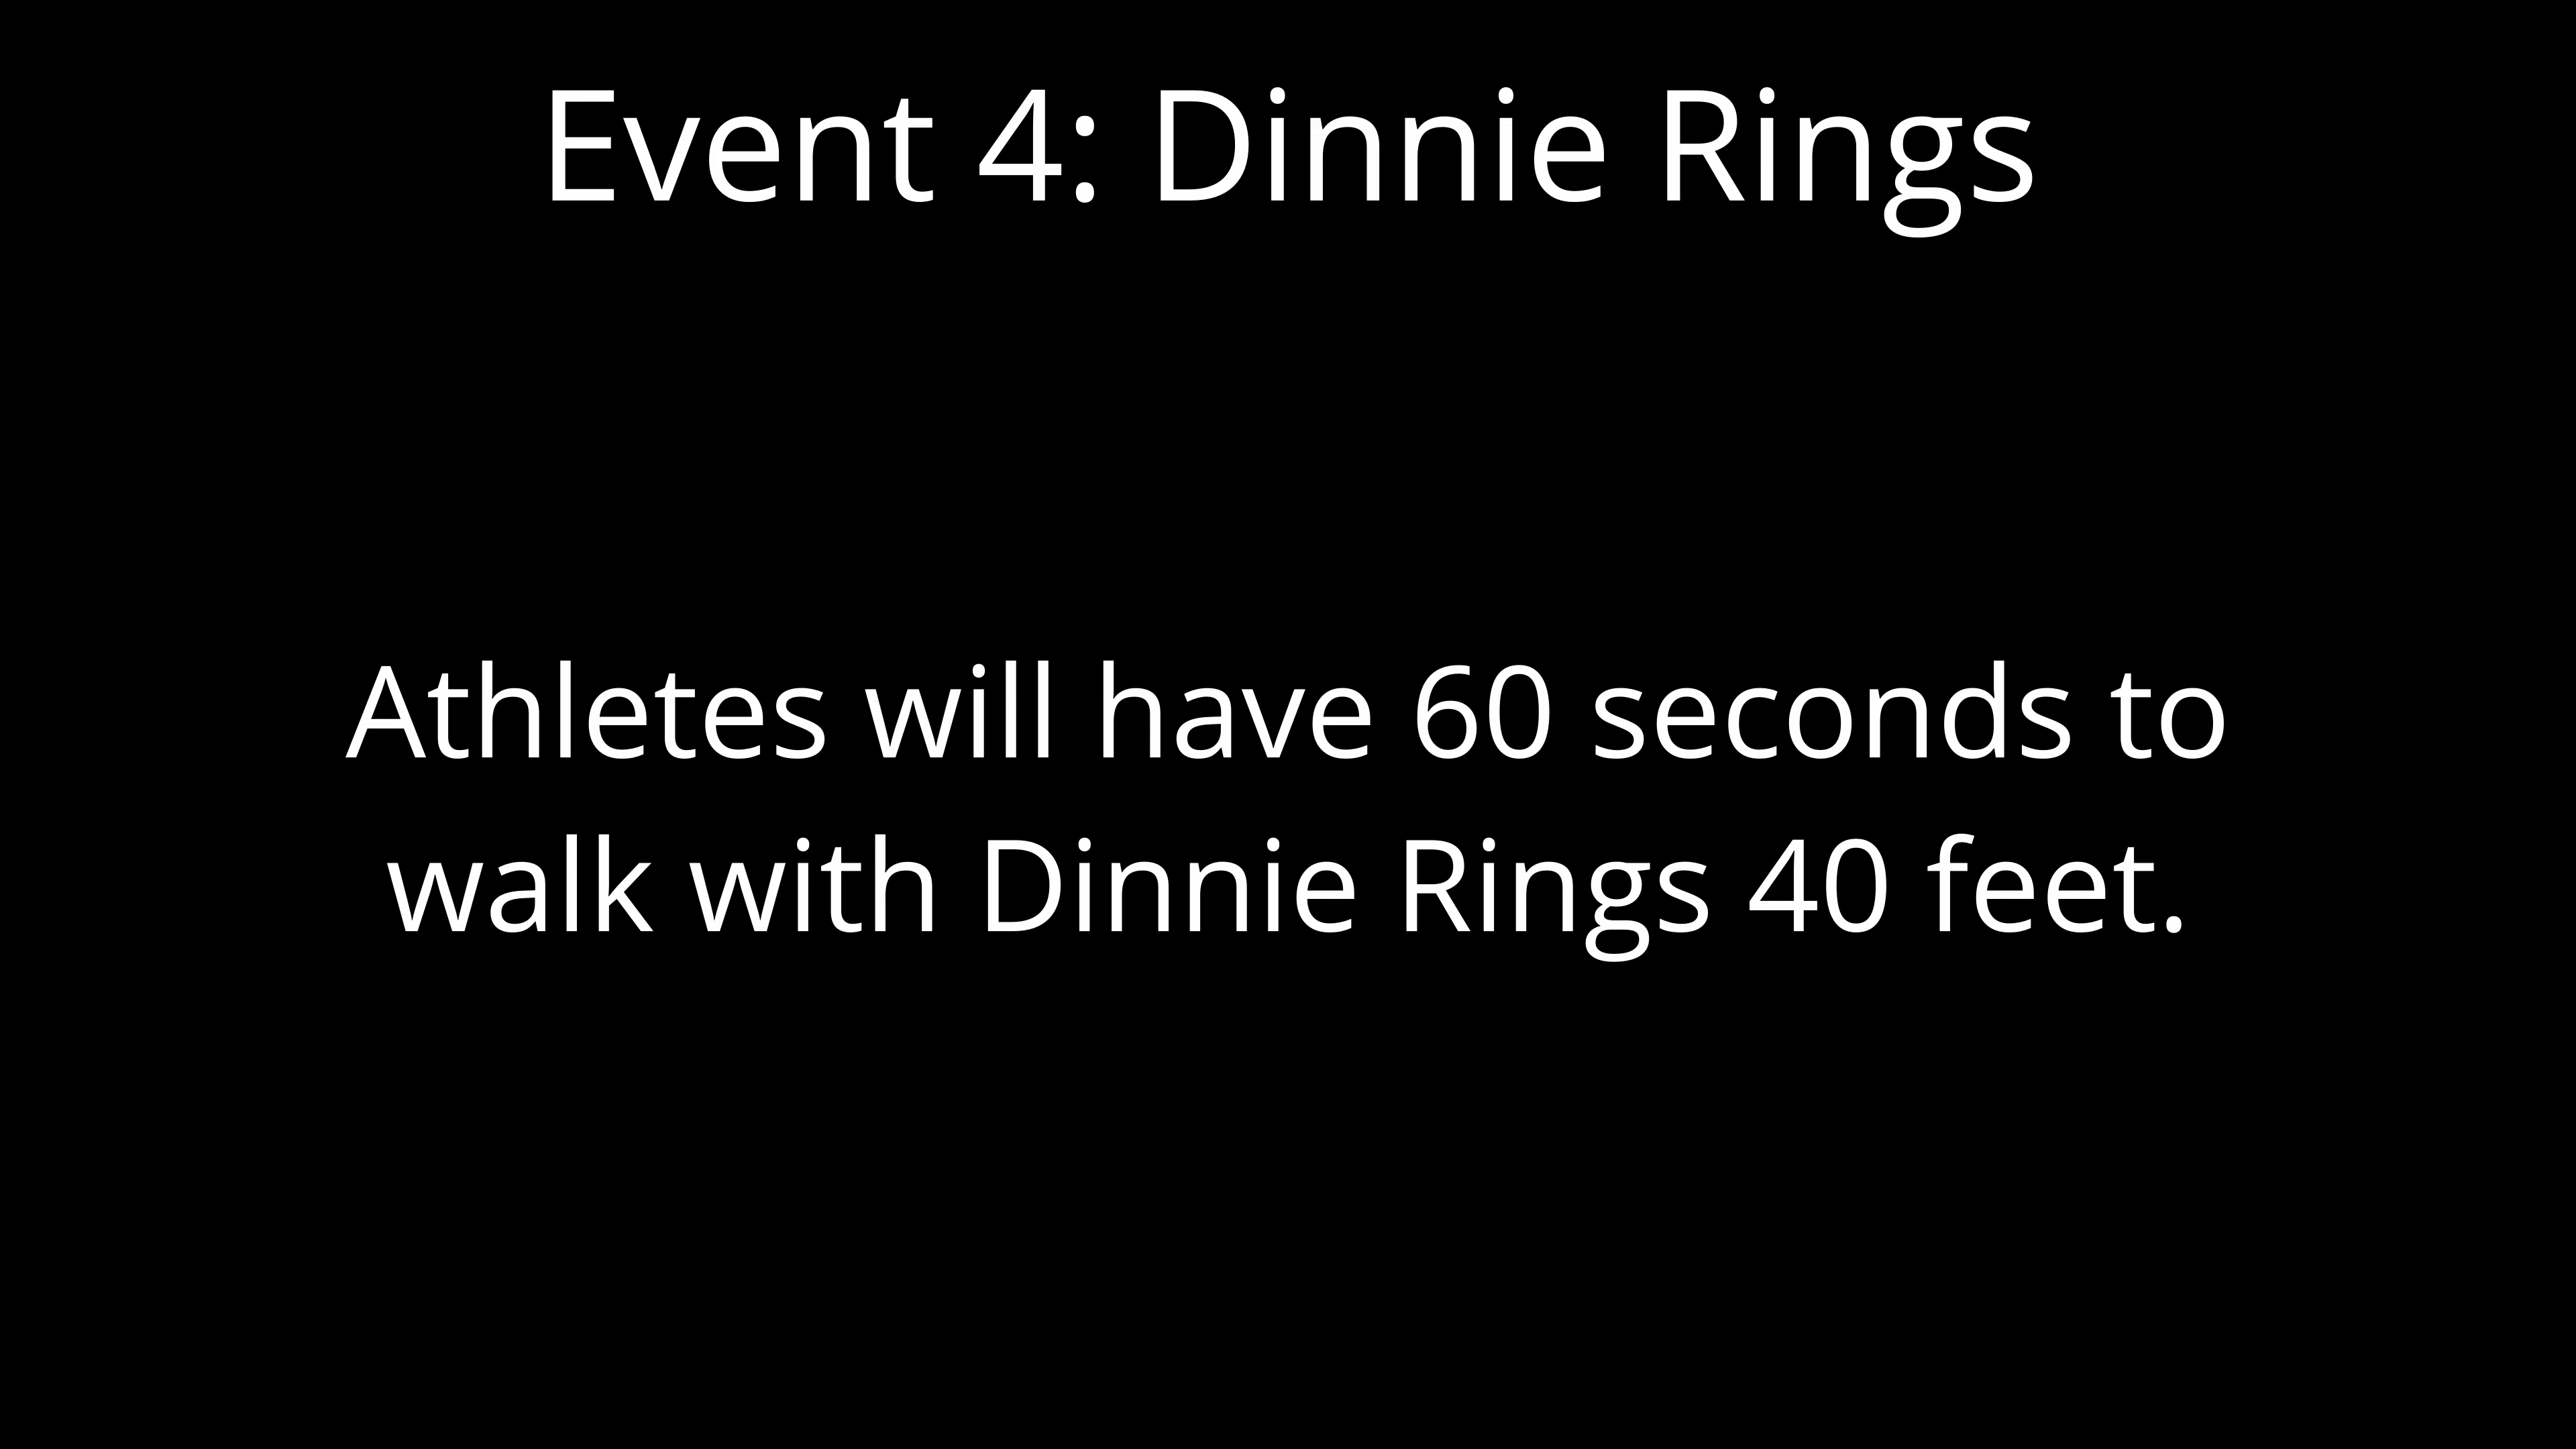 Event 4: Dinnie Rings
Athletes will have 60 seconds to
walk with Dinnie Rings 40 feet.